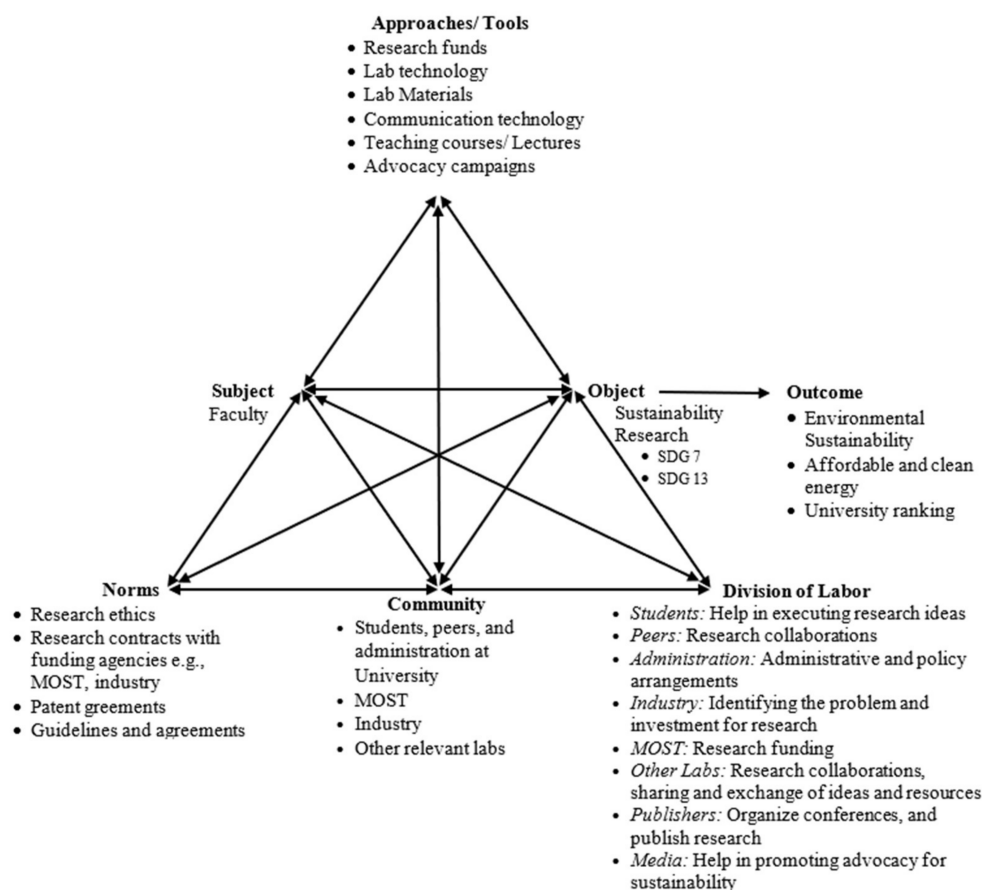 Approaches/ Tools
• Research funds
• Lab technology
• Lab Materials
• Communication technology
• Teaching courses/ Lectures
• Advocacy campaigns
Subject
Faculty
Object
Sustainability
Research
• SDG 7
• SDG 13
Outcome
• Environmental
Sustainability
• Affordable and clean
energy
• University ranking
Norms
• Research ethics
• Research contracts with
funding agencies e.g.,
MOST, industry
• Patent greements
• Guidelines and agreements
Community
• Students, peers, and
administration at
University
• MOST
• Industry
• Other relevant labs
Division of Labor
• Students: Help in executing research ideas
• Peers: Research collaborations
• Administration: Administrative and policy
arrangements
• Industry: Identifying the problem and
investment for research
• MOST: Research funding
• Other Labs: Research collaborations,
sharing and exchange of ideas and resources
• Publishers: Organize conferences, and
publish research
• Media: Help in promoting advocacy for
sustainability